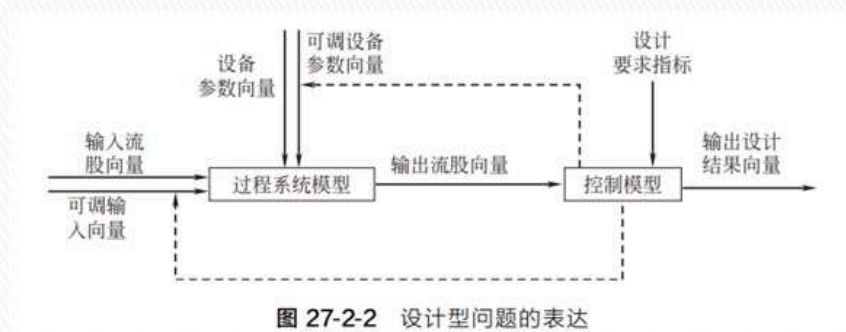 设备
参数向量
可调设备
参数向量
设计
要求指标
输入流
股向量
可调输
入向量
过程系统模型
输出流股向量
控制模型
输出设计
结果向量
图 27-2-2 设计型问题的表达